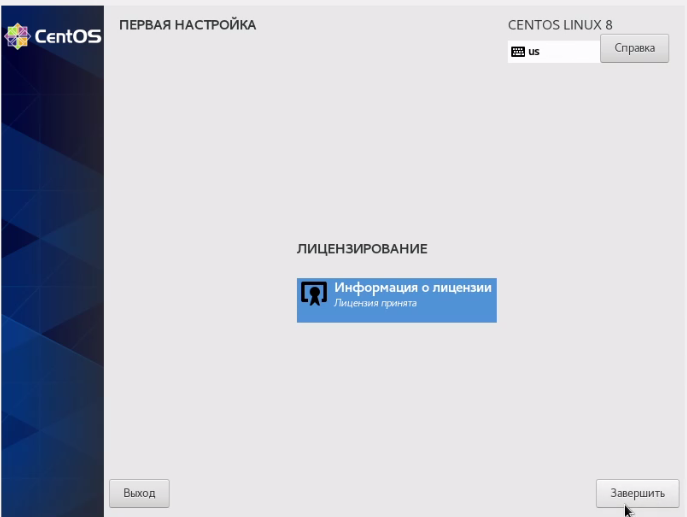 CentOS
ПЕРВАЯ НАСТРОЙКА
CENTOS LINUX 8
us
Справка
ЛИЦЕНЗИРОВАНИЕ
Информация о лицензии
Лицензия принята
Выход
Завершить